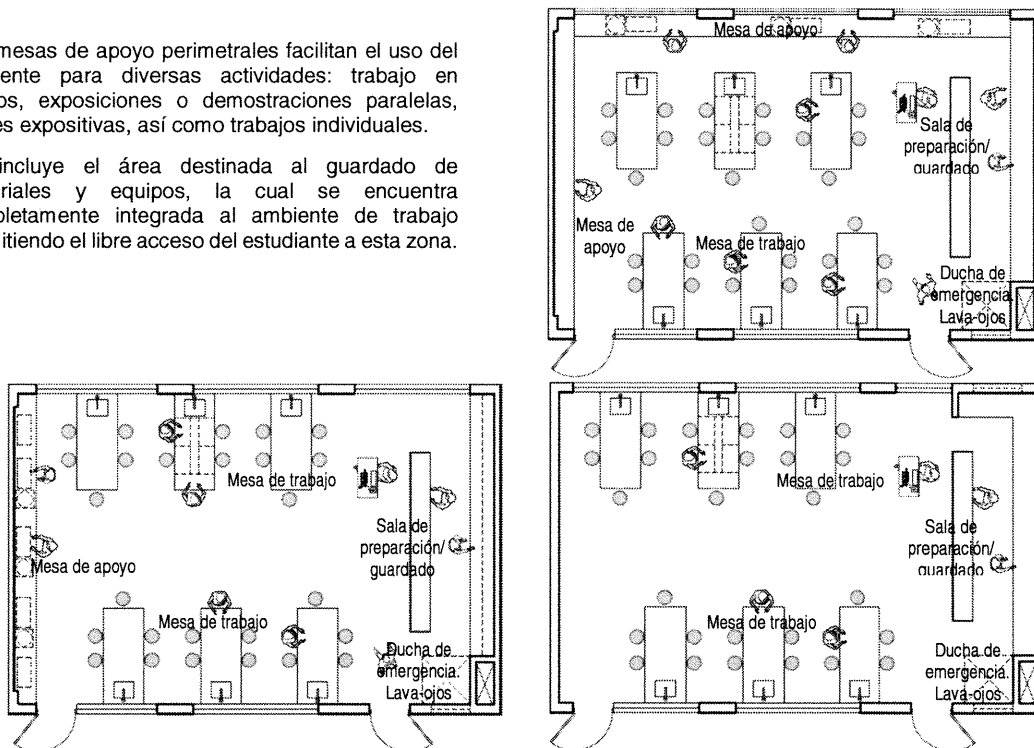 mesas de apoyo perimetrales facilitan el uso del
ente para diversas actividades: trabajo en
os, exposiciones o demostraciones paralelas,
es expositivas, así como trabajos individuales.
incluye el área destinada al guardado de
riales y equipos, la cual se encuentra
pletamente integrada al ambiente de trabajo
itiendo el libre acceso del estudiante a esta zona.
Mesa de apoyo
Sala de
preparación/
guardado
Mesa de
apoyo
Mesa de trabajo
Ducha de
emergencia.
Lava-ojos
Mesa de trabajo
Sala de
preparación/
guardado
Mesa de apoyo
Mesa de trabajo
Ducha de
emergencia.
Lava-ojos
Mesa de trabajo
Sala de
preparación/
guardado
Mesa de trabajo
Ducha de
emergencia.
Lava-ojos